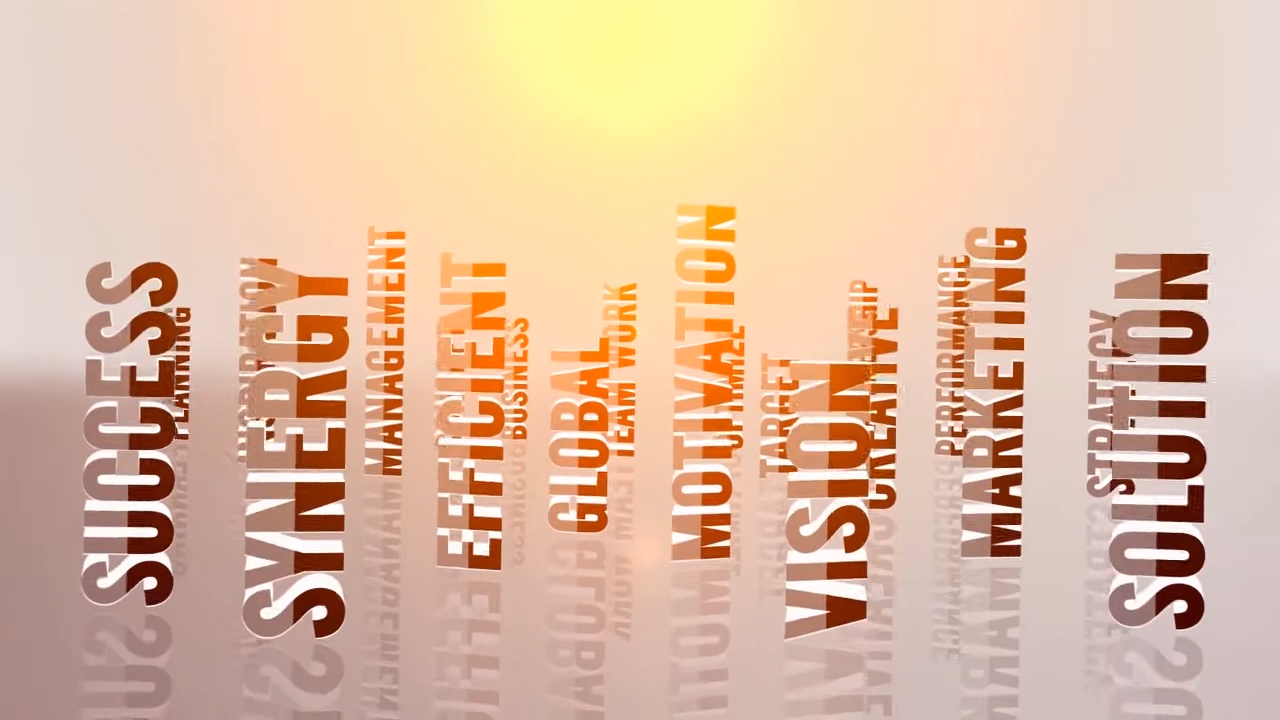 SUCCESS
PLANNING
SYNERGY
MANAGEMENT
EFFICIENT
BUSINESS
GLOBAL
TEAM WORK
MOTIVATION
TARGET
VISION
CREATIVE
PERFORMANCE
MARKETING
STRATEGY
SOLUTION